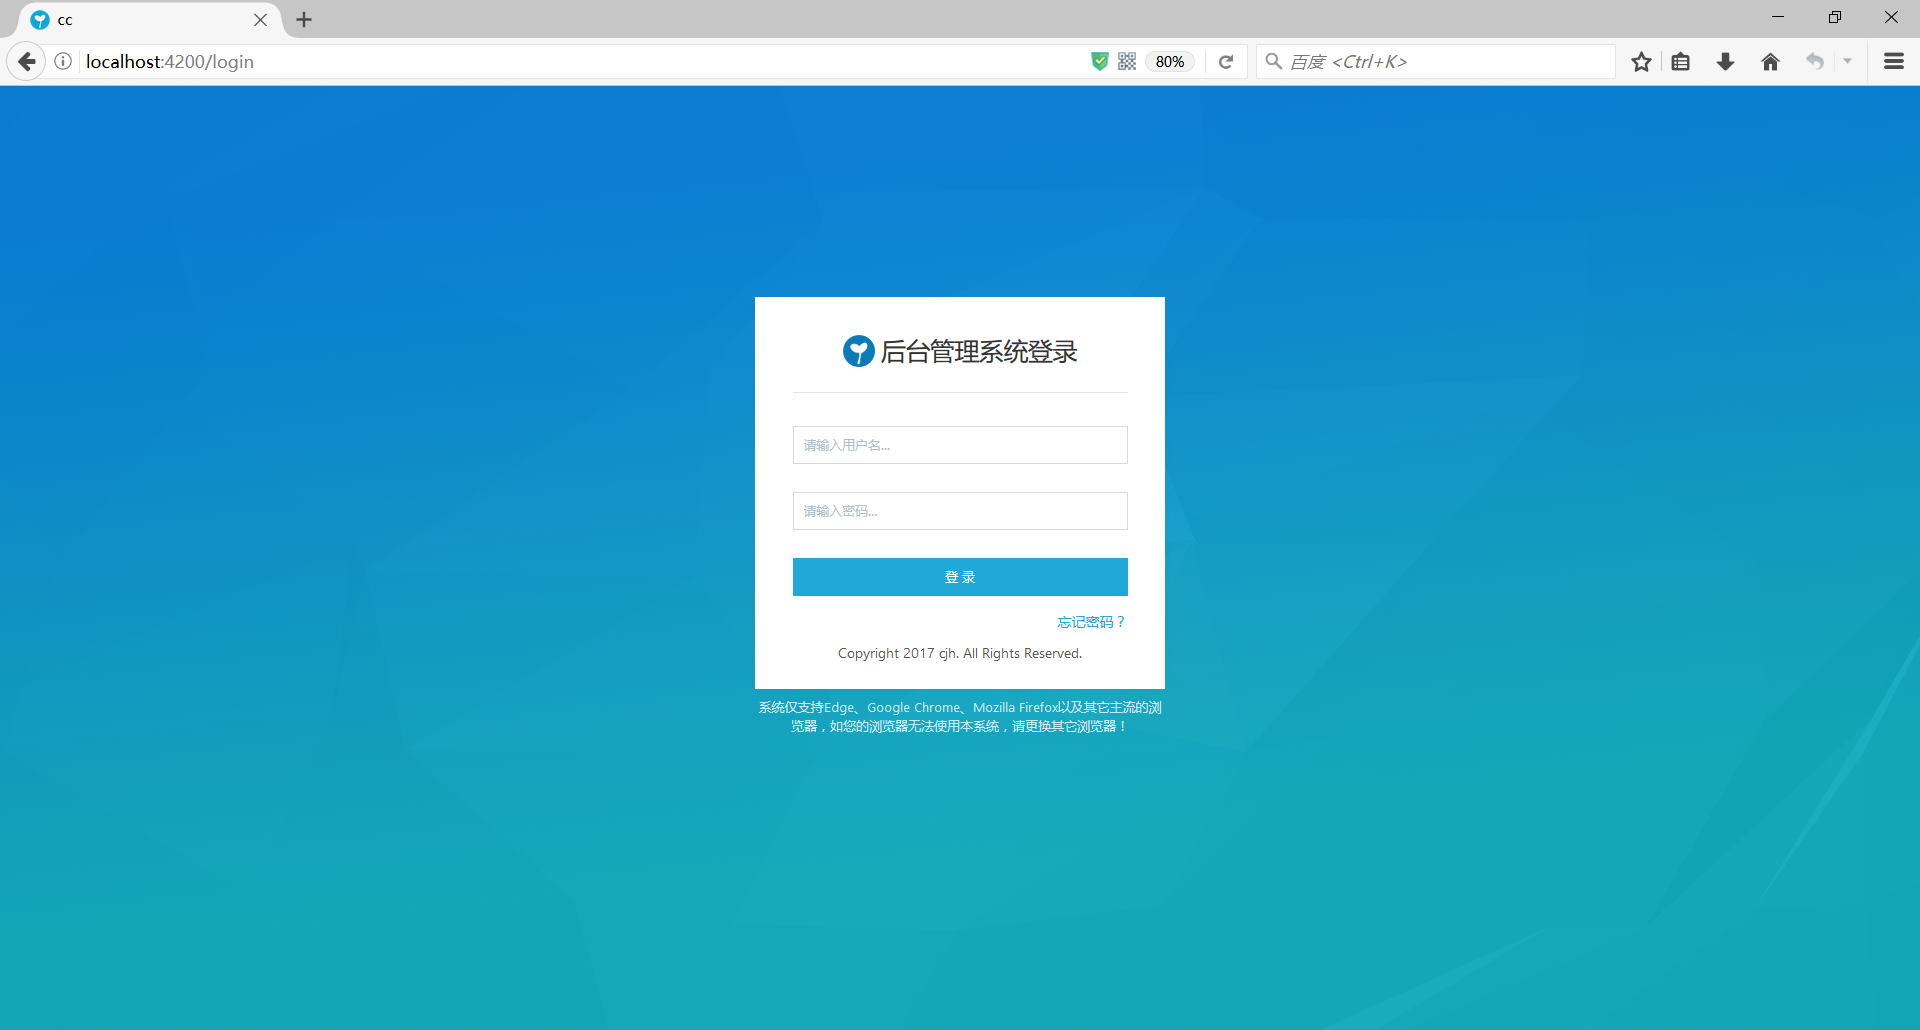 cc
localhost:4200/login
80%
百度 <Ctrl+K>
后台管理系统登录
请输入用户名...
请输入密码...
登 录
忘记密码？
Copyright 2017 cjh. All Rights Reserved.
系统仅支持Edge、Google Chrome、Mozilla Firefox以及其它主流的浏
览器，如您的浏览器无法使用本系统，请更换其它浏览器！